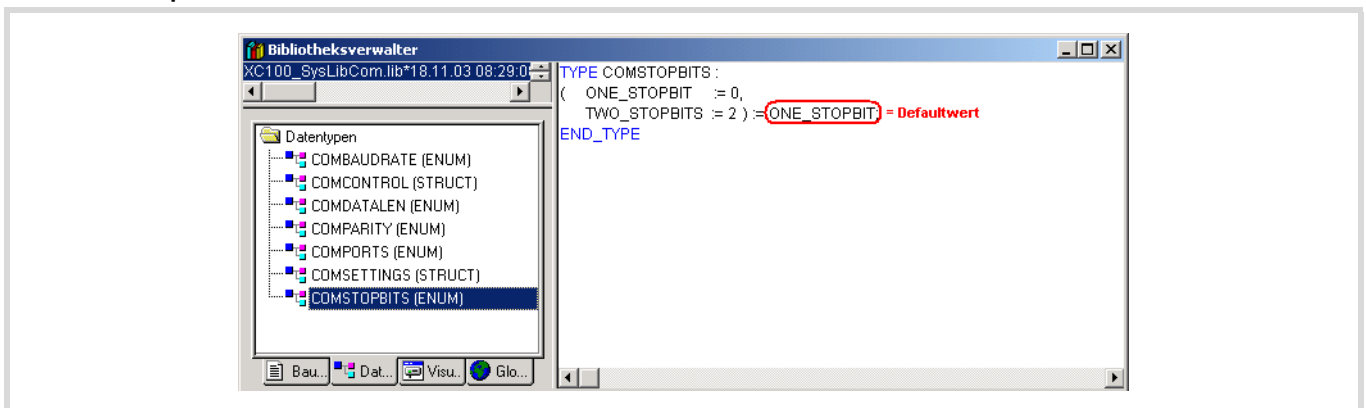 Bibliotheksverwalter
XC100_SysLibCom.lib*18.11.03 08:29:0
Datentypen
COMBAUDRATE (ENUM)
COMCONTROL (STRUCT)
COMDATALEN (ENUM)
COMPARITY (ENUM)
COMPORTS (ENUM)
COMSETTINGS (STRUCT)
COMSTOPBITS (ENUM)
Bau... Dat... Visu.. Glo...
TYPE COMSTOPBITS :
( ONE_STOPBIT := 0,
TWO_STOPBITS := 2 ) := ONE_STOPBIT; = Defaultwert
END_TYPE